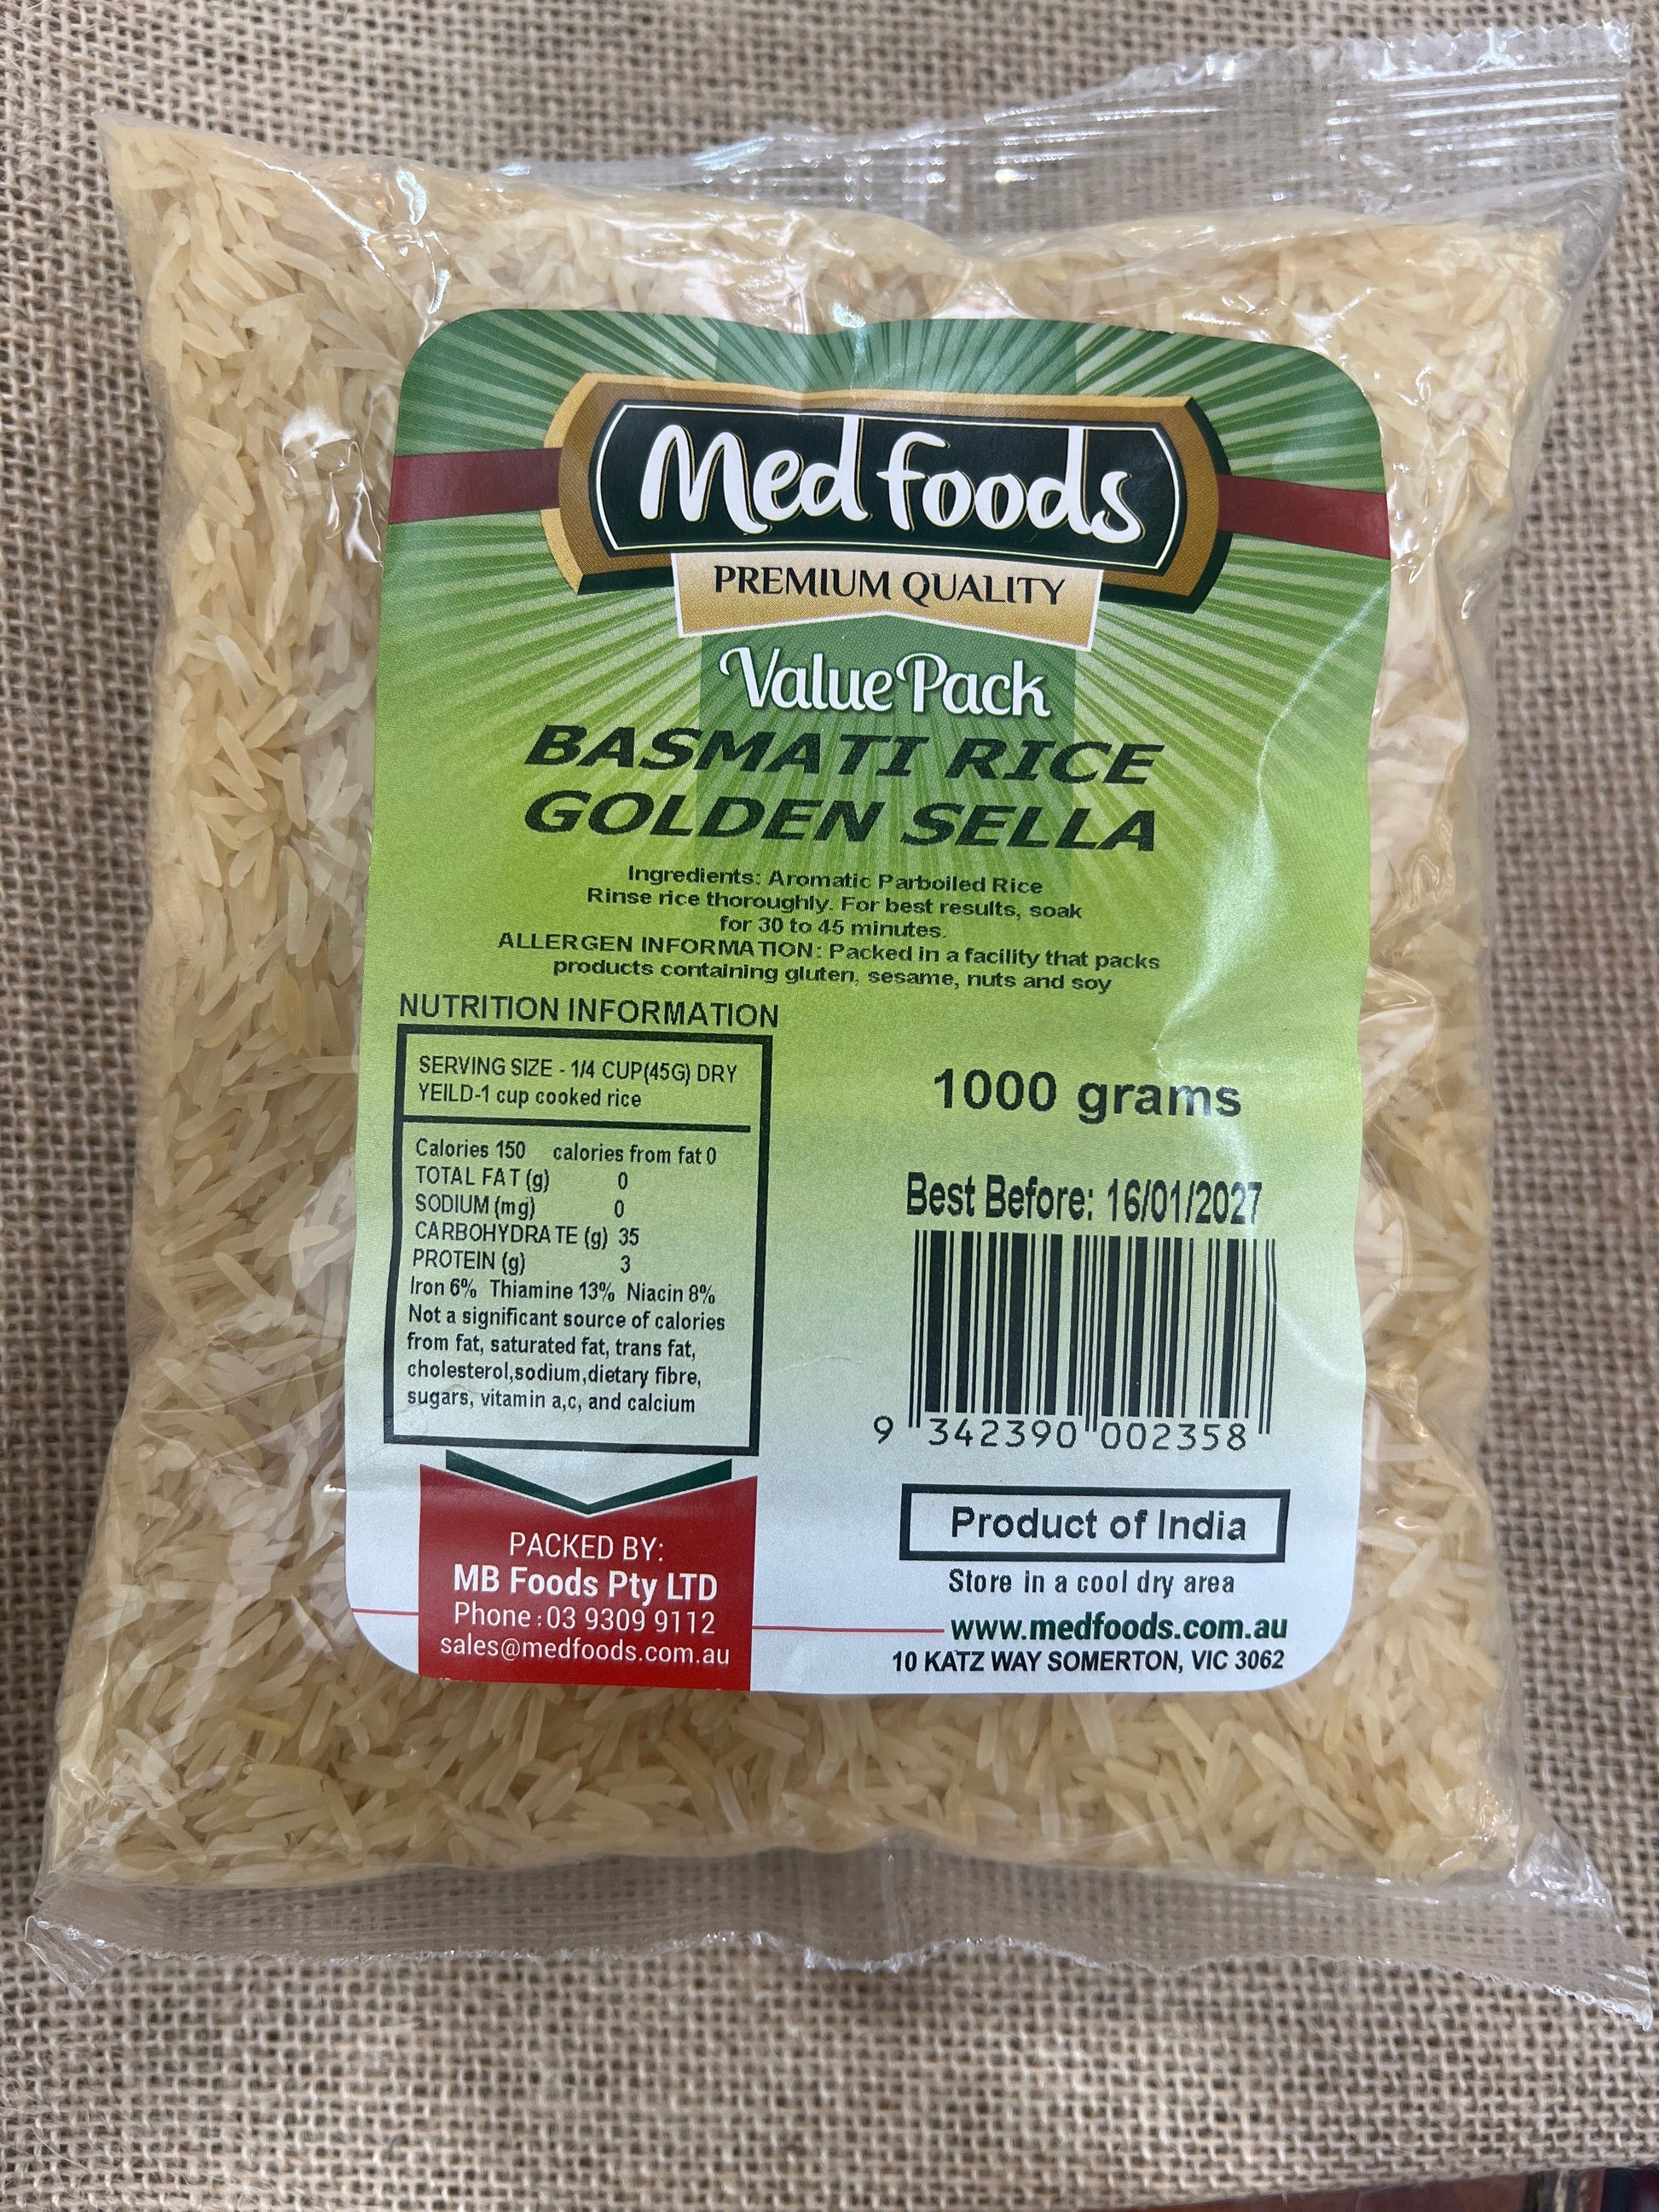 Med foods
PREMIUM QUALITY
Value Pack
BASMATI RICE
GOLDEN SELLA
Ingredients: Aromatic Parboiled Rice
Rinse rice thoroughly. For best results, soak
for 30 to 45 minutes.
ALLERGEN INFORMATION: Packed in a facility that packs
products containing gluten, sesame, nuts and soy
NUTRITION INFORMATION
SERVING SIZE - 1/4 CUP(45G) DRY
YEILD-1 cup cooked rice
Calories 150 calories from fat 0
TOTAL FAT (g) 0
SODIUM (mg) 0
CARBOHYDRATE (g) 35
PROTEIN (g) 3
Iron 6% Thiamine 13% Niacin 8%
Not a significant source of calories
from fat, saturated fat, trans fat,
cholesterol,sodium,dietary fibre,
sugars, vitamin a,c, and calcium
1000 grams
Best Before: 16/01/2027
9 342390 002358
Product of India
Store in a cool dry area
www.medfoods.com.au
10 KATZ WAY SOMERTON, VIC 3062
PACKED BY:
MB Foods Pty LTD
Phone : 03 9309 9112
sales@medfoods.com.au